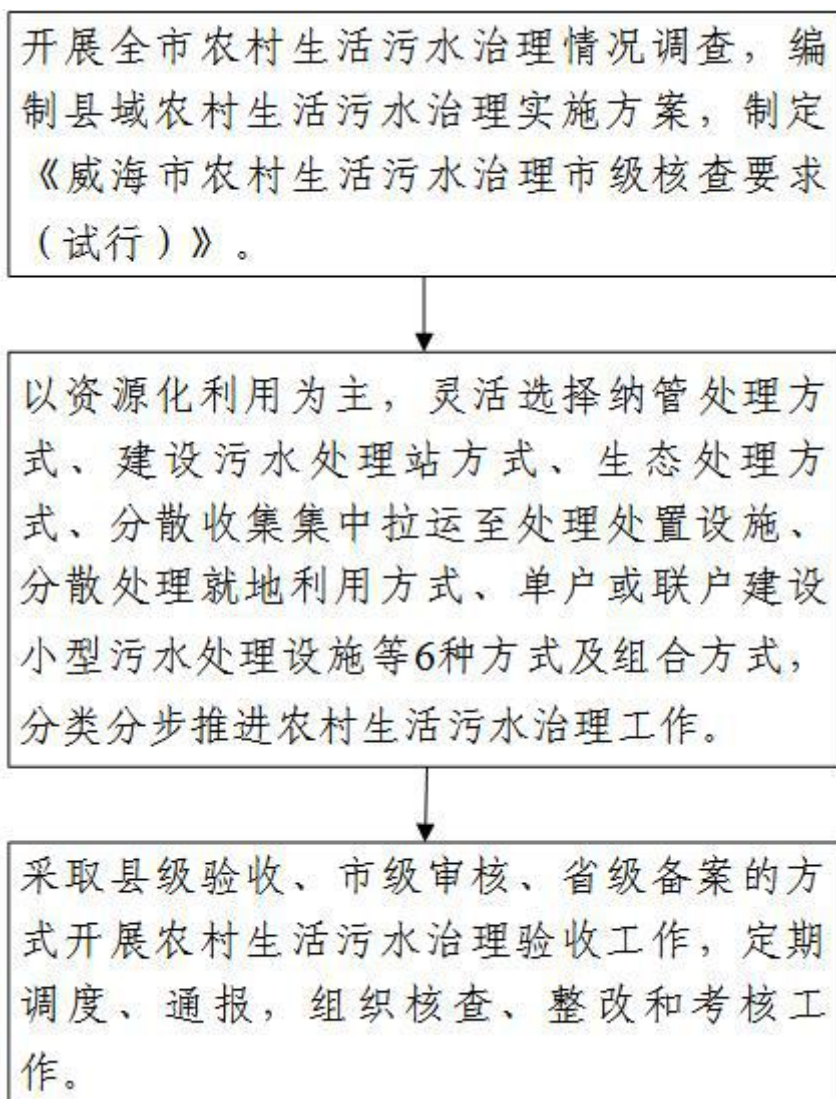 开展全市农村生活污水治理情况调查，编
制县域农村生活污水治理实施方案，制定
《威海市农村生活污水治理市级核查要求
（试行）》。
以资源化利用为主，灵活选择纳管处理方
式、建设污水处理站方式、生态处理方
式、分散收集集中拉运至处理处置设施、
分散处理就地利用方式、单户或联户建设
小型污水处理设施等6种方式及组合方式，
分类分步推进农村生活污水治理工作。
采取县级验收、市级审核、省级备案的方
式开展农村生活污水治理验收工作，定期
调度、通报，组织核查、整改和考核工
作。